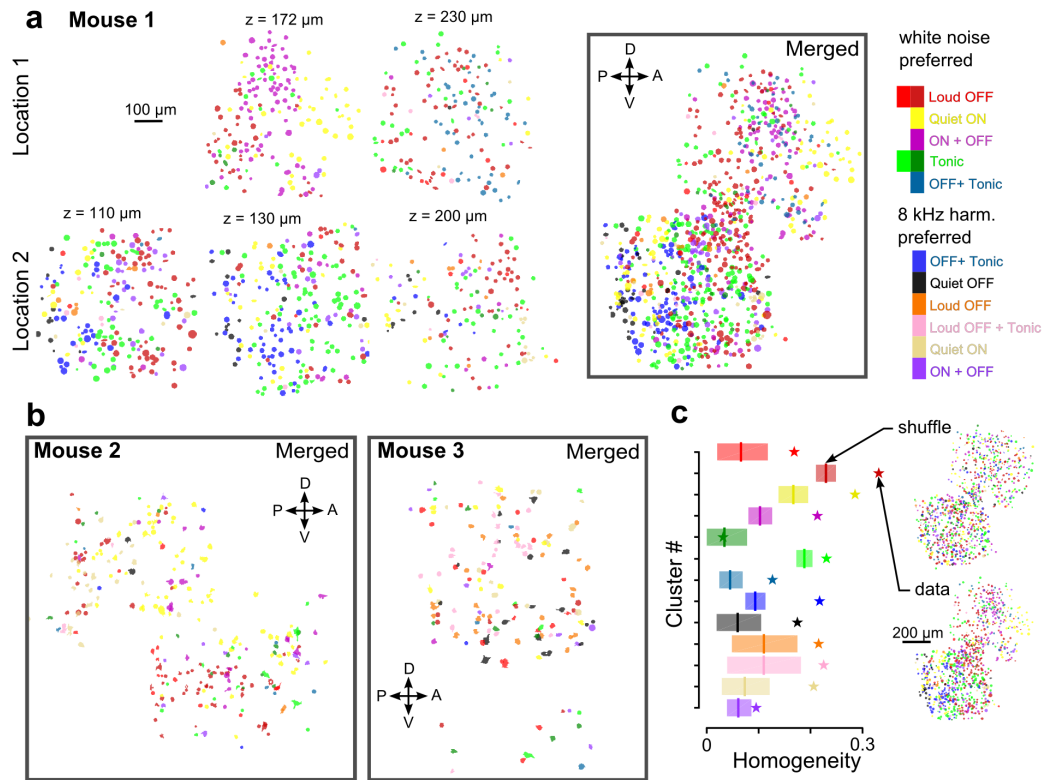 a
Mouse 1
z = 172 µm
z = 230 µm
Location 1
100 µm
Location 2
z = 110 µm
z = 130 µm
z = 200 µm
Merged
D
P
A
V
white noise
preferred
Loud OFF
Quiet ON
ON + OFF
Tonic
OFF+ Tonic
8 kHz harm.
preferred
OFF+ Tonic
Quiet OFF
Loud OFF
Loud OFF + Tonic
Quiet ON
ON + OFF
b
Mouse 2
Merged
D
P
A
V
Mouse 3
Merged
D
P
A
V
c
shuffle
data
200 µm
Cluster #
0
0.3
Homogeneity